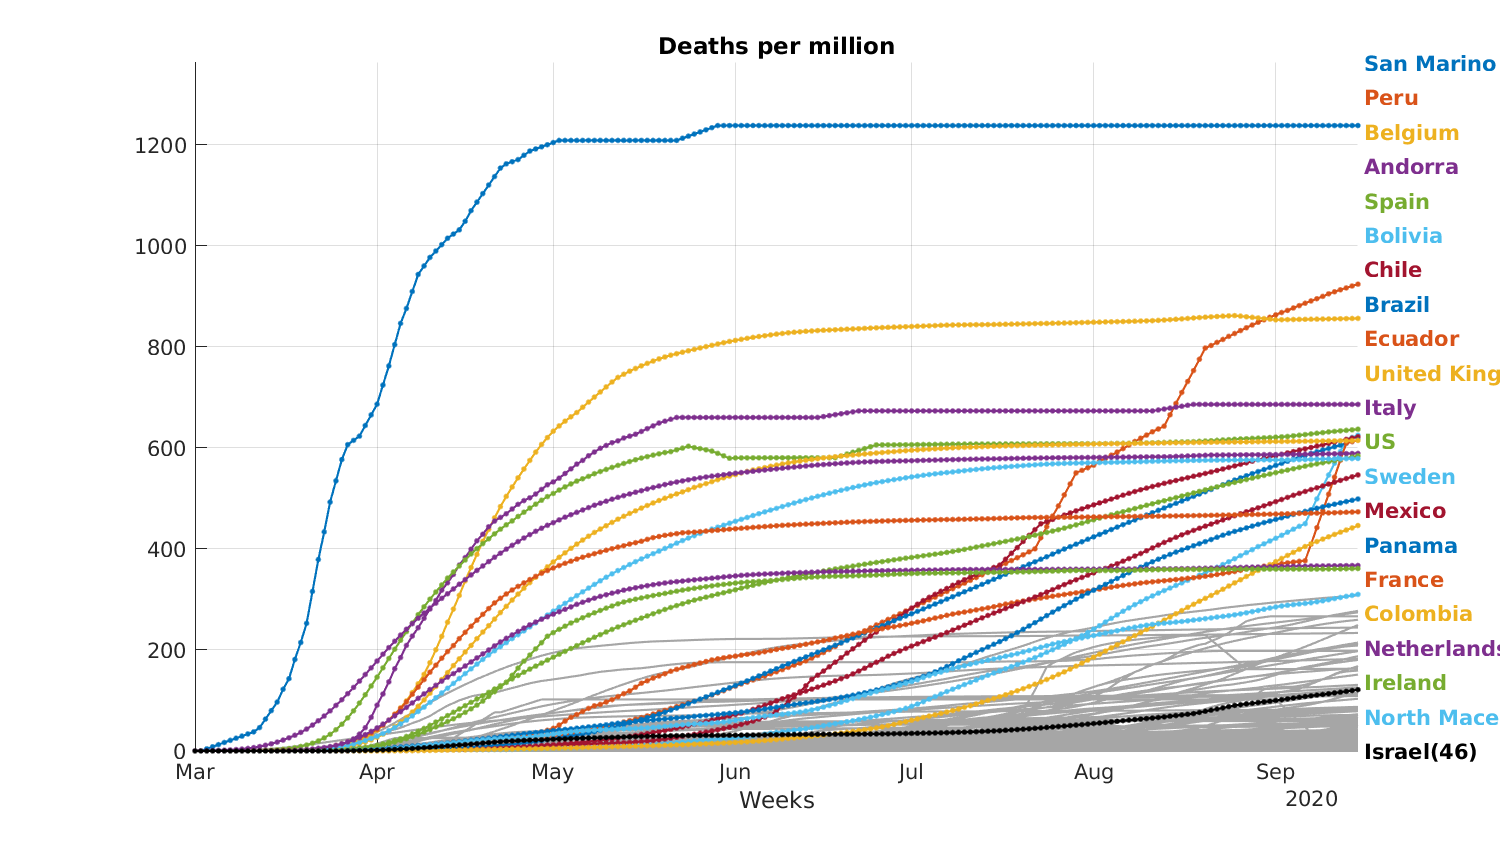 Deaths per million
San Marino
Peru
Belgium
Andorra
Spain
Bolivia
Chile
Brazil
Ecuador
United King
Italy
US
Sweden
Mexico
Panama
France
Colombia
Netherlands
Ireland
North Mace
Israel(46)
1200
1000
800
600
400
200
0
Mar Apr May Jun Jul Aug Sep
Weeks 2020